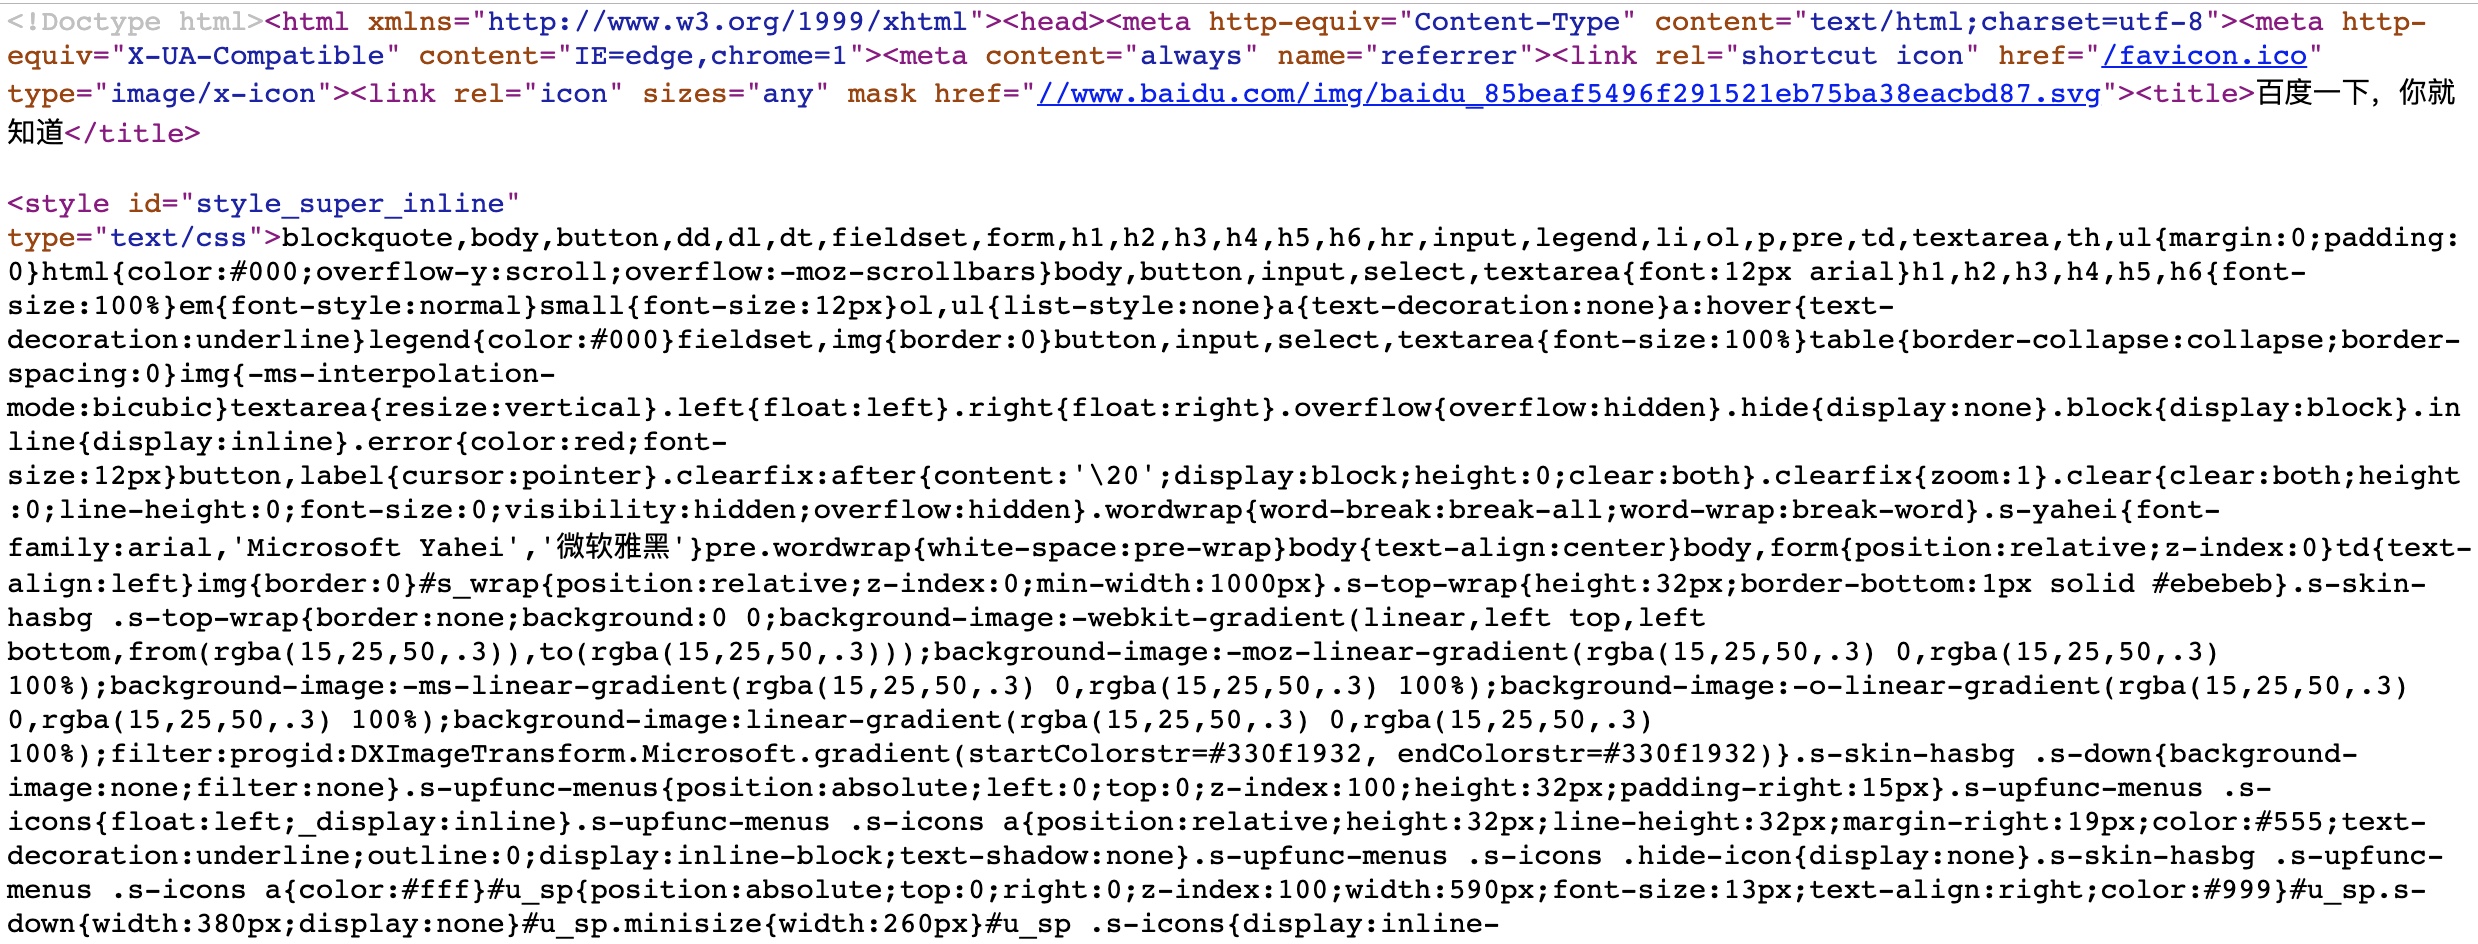 <!Doctype html><html xmlns="http://www.w3.org/1999/xhtml"><head><meta http-equiv="Content-Type" content="text/html;charset=utf-8"><meta http-
equiv="X-UA-Compatible" content="IE=edge,chrome=1"><meta content="always" name="referrer"><link rel="shortcut icon" href="/favicon.ico"
type="image/x-icon"><link rel="icon" sizes="any" mask href="//www.baidu.com/img/baidu_85beaf5496f291521eb75ba38eacbd87.svg"><title>百度一下，你就
知道</title>
<style id="style_super_inline"
type="text/css">blockquote,body,button,dd,dl,dt,fieldset,form,h1,h2,h3,h4,h5,h6,hr,input,legend,li,ol,p,pre,td,textarea,th,ul{margin:0;padding:
0}html{color:#000;overflow-y:scroll;overflow:-moz-scrollbars}body,button,input,select,textarea{font:12px arial}h1,h2,h3,h4,h5,h6{font-
size:100%}em{font-style:normal}small{font-size:12px}ol,ul{list-style:none}a{text-decoration:none}a:hover{text-
decoration:underline}legend{color:#000}fieldset,img{border:0}button,input,select,textarea{font-size:100%}table{border-collapse:collapse;border-
spacing:0}img{-ms-interpolation-
mode:bicubic}textarea{resize:vertical}.left{float:left}.right{float:right}.overflow{overflow:hidden}.hide{display:none}.block{display:block}.in
line{display:inline}.error{color:red;font-
size:12px}button,label{cursor:pointer}.clearfix:after{content:'\20';display:block;height:0;clear:both}.clearfix{zoom:1}.clear{clear:both;height
:0;line-height:0;font-size:0;visibility:hidden;overflow:hidden}.wordwrap{word-break:break-all;word-wrap:break-word}.s-yahei{font-
family:arial,'Microsoft Yahei','微软雅黑'}pre.wordwrap{white-space:pre-wrap}body{text-align:center}body,form{position:relative;z-index:0}td{text-
align:left}img{border:0}#s_wrap{position:relative;z-index:0;min-width:1000px}.s-top-wrap{height:32px;border-bottom:1px solid #ebebeb}.s-skin-
hasbg .s-top-wrap{border:none;background:0 0;background-image:-webkit-gradient(linear,left top,left
bottom,from(rgba(15,25,50,.3)),to(rgba(15,25,50,.3)));background-image:-moz-linear-gradient(rgba(15,25,50,.3) 0,rgba(15,25,50,.3)
100%);background-image:-ms-linear-gradient(rgba(15,25,50,.3) 0,rgba(15,25,50,.3) 100%);background-image:-o-linear-gradient(rgba(15,25,50,.3)
0,rgba(15,25,50,.3) 100%);background-image:linear-gradient(rgba(15,25,50,.3) 0,rgba(15,25,50,.3)
100%);filter:progid:DXImageTransform.Microsoft.gradient(startColorstr=#330f1932, endColorstr=#330f1932)}.s-skin-hasbg .s-down{background-
image:none;filter:none}.s-upfunc-menus{position:absolute;left:0;top:0;z-index:100;height:32px;padding-right:15px}.s-upfunc-menus .s-
icons{float:left;_display:inline}.s-upfunc-menus .s-icons a{position:relative;height:32px;line-height:32px;margin-right:19px;color:#555;text-
decoration:underline;outline:0;display:inline-block;text-shadow:none}.s-upfunc-menus .s-icons .hide-icon{display:none}.s-skin-hasbg .s-upfunc-
menus .s-icons a{color:#fff}#u_sp{position:absolute;top:0;right:0;z-index:100;width:590px;font-size:13px;text-align:right;color:#999}#u_sp.s-
down{width:380px;display:none}#u_sp.minisize{width:260px}#u_sp .s-icons{display:inline-